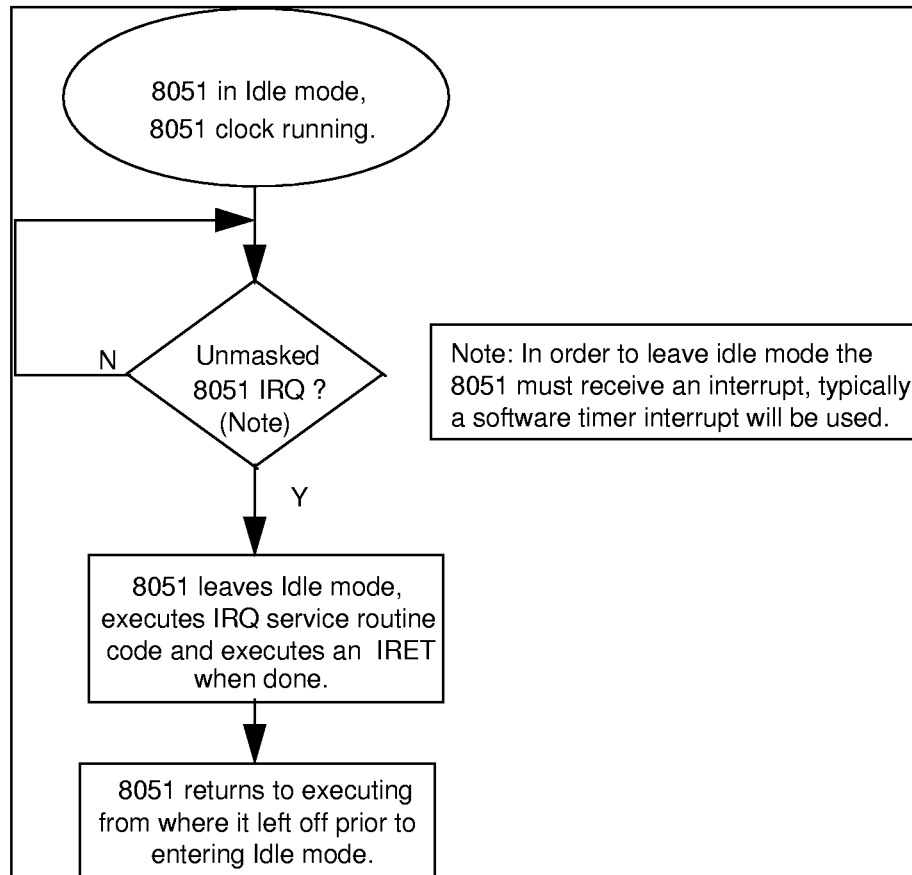 8051 in Idle mode,
8051 clock running.
N
Unmasked
8051 IRQ ?
(Note)
Note: In order to leave idle mode the
8051 must receive an interrupt, typically
a software timer interrupt will be used.
Y
8051 leaves Idle mode,
executes IRQ service routine
code and executes an IRET
when done.
8051 returns to executing
from where it left off prior to
entering Idle mode.